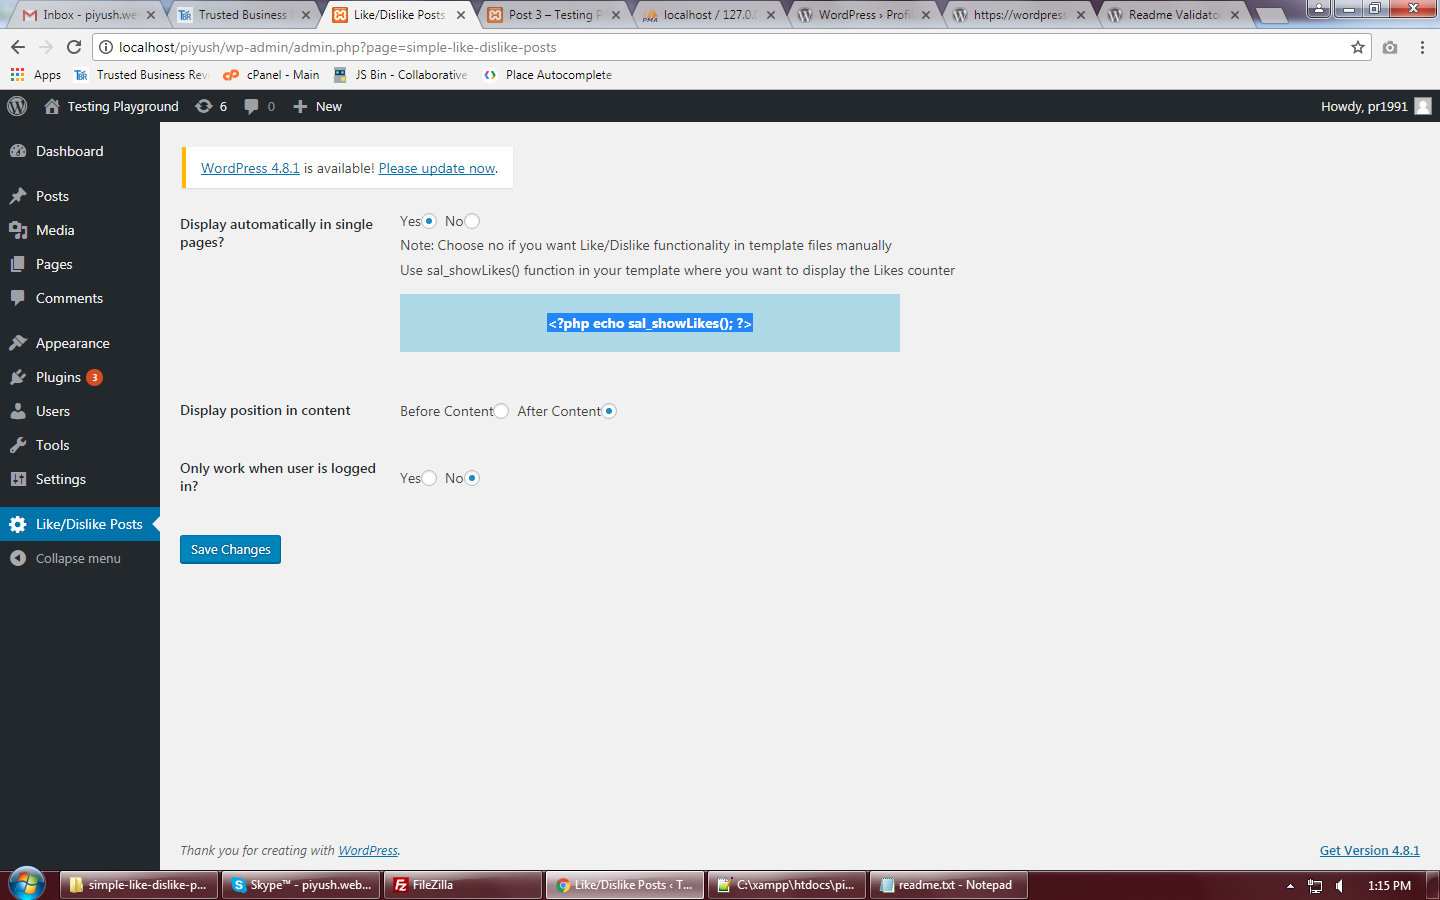 Inbox - piyush.we
Trusted Business
Like/Dislike Posts
Post 3 – Testing P
localhost / 127.0.0
WordPress › Profil
https://wordpress
Readme Validato
localhost/piyush/wp-admin/admin.php?page=simple-like-dislike-posts
Apps
Trusted Business Revi
cPanel - Main
JS Bin - Collaborative
Place Autocomplete
Testing Playground
6
0
New
Howdy, pr1991
Dashboard
Posts
Media
Pages
Comments
Appearance
Plugins 3
Users
Tools
Settings
Like/Dislike Posts
Collapse menu
WordPress 4.8.1 is available! Please update now.
Display automatically in single
pages?
Yes No
Note: Choose no if you want Like/Dislike functionality in template files manually
Use sal_showLikes() function in your template where you want to display the Likes counter
<?php echo sal_showLikes(); ?>
Display position in content
Before Content After Content
Only work when user is logged
in?
Yes No
Save Changes
Thank you for creating with WordPress.
Get Version 4.8.1
simple-like-dislike-p...
Skype™ - piyush.web...
FileZilla
Like/Dislike Posts ‹ T...
C:\xampp\htdocs\pi...
readme.txt - Notepad
1:15 PM